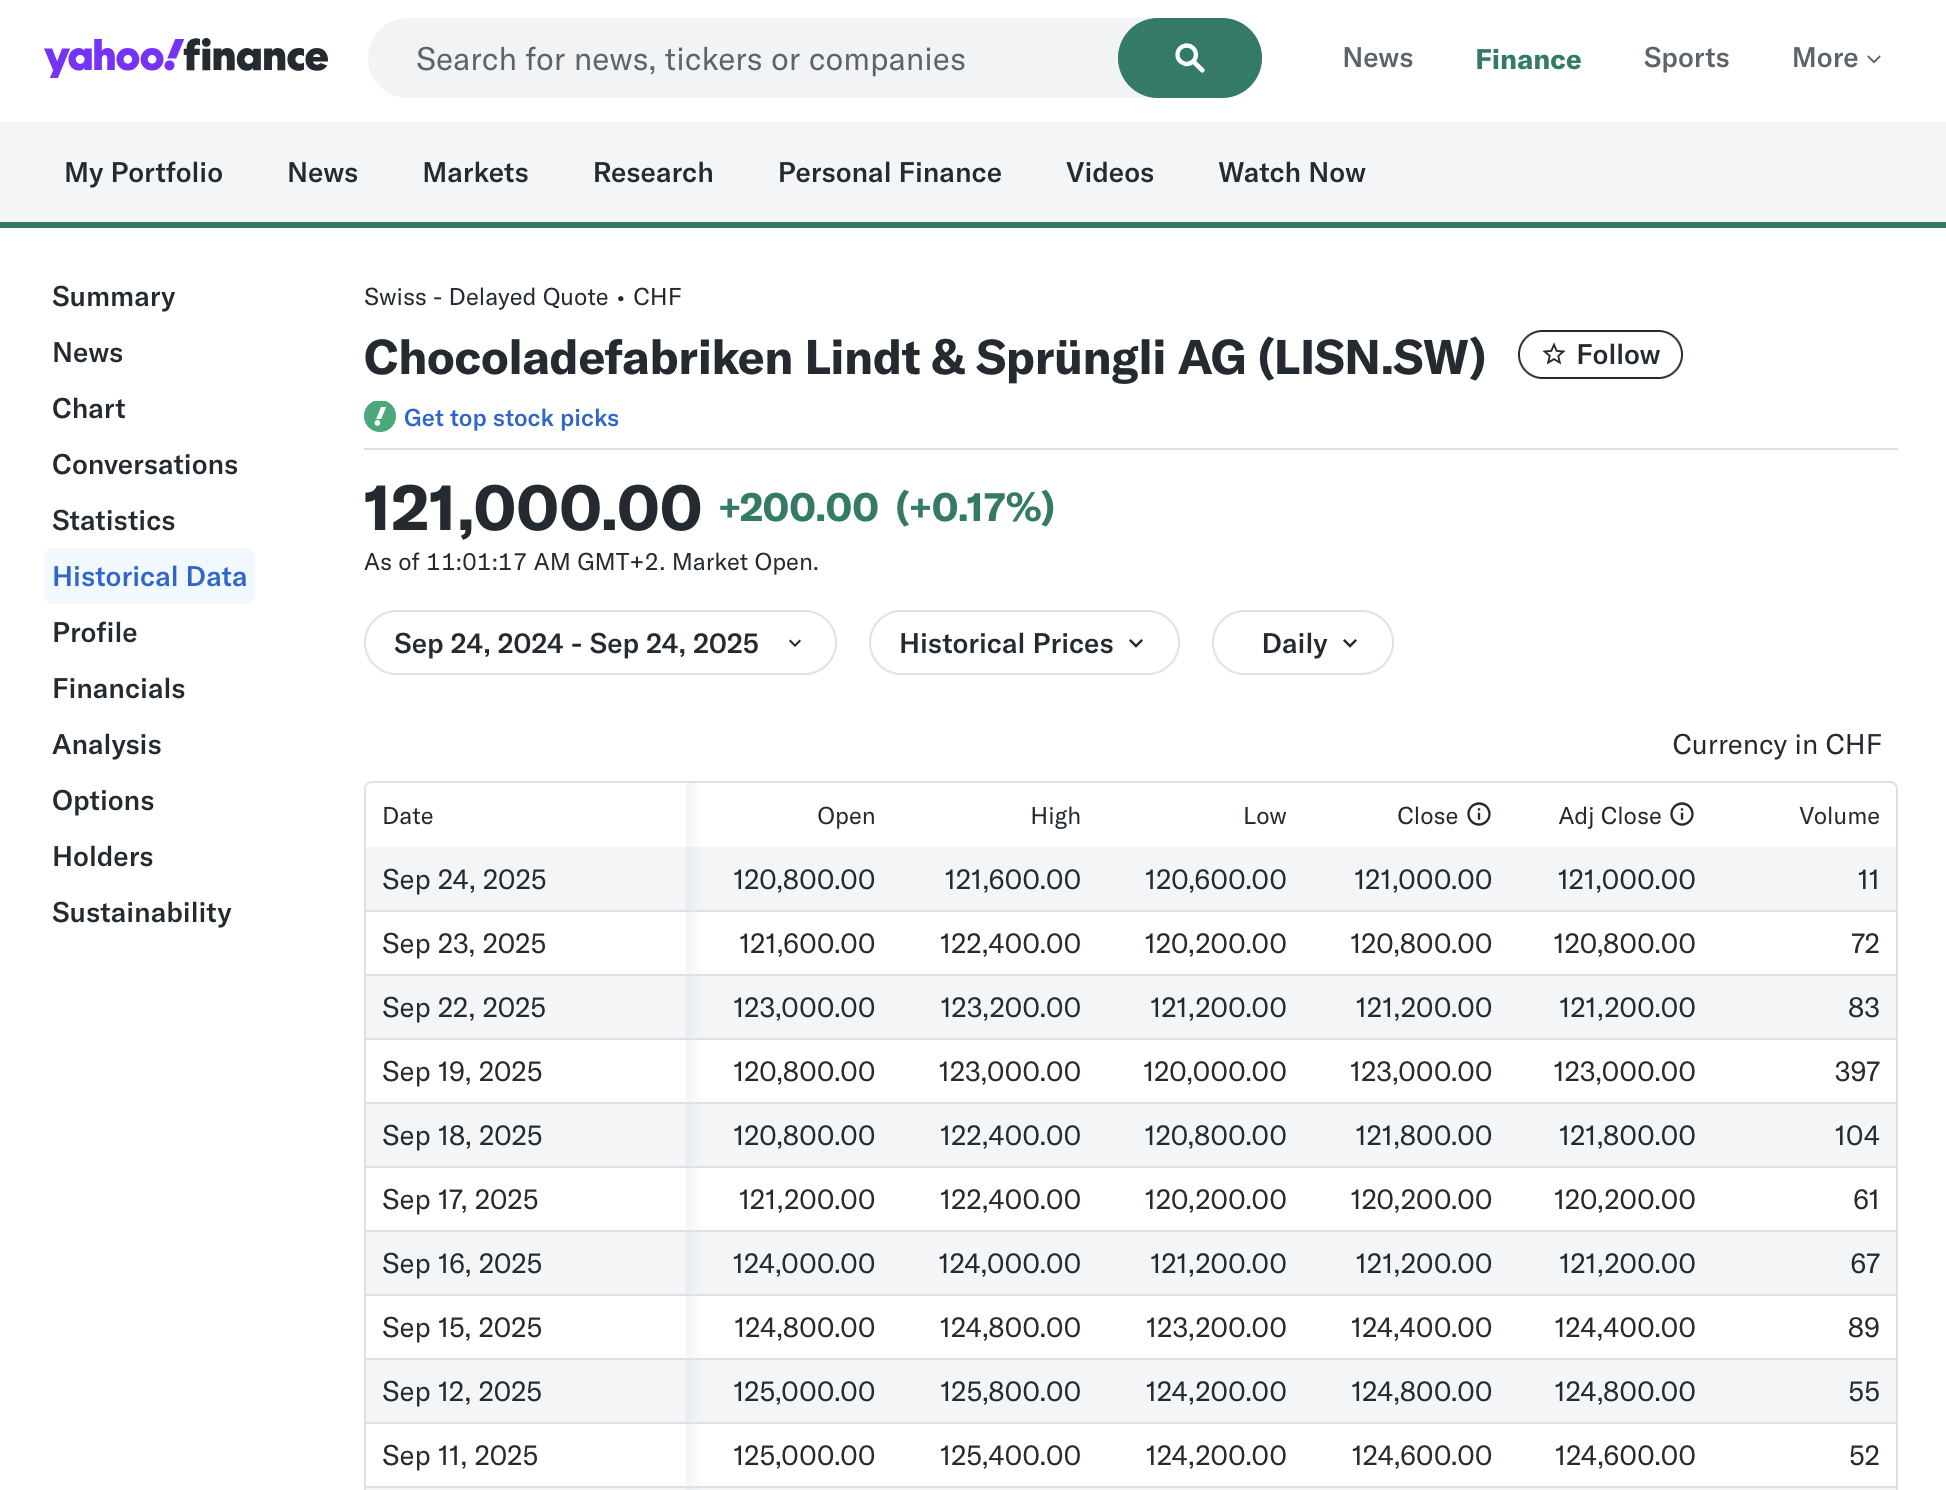 yahoo!finance
Search for news, tickers or companies
News Finance Sports More
My Portfolio News Markets Research Personal Finance Videos Watch Now
Summary
News
Chart
Conversations
Statistics
Historical Data
Profile
Financials
Analysis
Options
Holders
Sustainability
Swiss - Delayed Quote • CHF
Chocoladefabriken Lindt & Sprüngli AG (LISN.SW) Follow
Get top stock picks
121,000.00 +200.00 (+0.17%)
As of 11:01:17 AM GMT+2. Market Open.
Sep 24, 2024 - Sep 24, 2025 Historical Prices Daily
Currency in CHF
Date Open High Low Close Adj Close Volume
Sep 24, 2025 120,800.00 121,600.00 120,600.00 121,000.00 121,000.00 11
Sep 23, 2025 121,600.00 122,400.00 120,200.00 120,800.00 120,800.00 72
Sep 22, 2025 123,000.00 123,200.00 121,200.00 121,200.00 121,200.00 83
Sep 19, 2025 120,800.00 123,000.00 120,000.00 123,000.00 123,000.00 397
Sep 18, 2025 120,800.00 122,400.00 120,800.00 121,800.00 121,800.00 104
Sep 17, 2025 121,200.00 122,400.00 120,200.00 120,200.00 120,200.00 61
Sep 16, 2025 124,000.00 124,000.00 121,200.00 121,200.00 121,200.00 67
Sep 15, 2025 124,800.00 124,800.00 123,200.00 124,400.00 124,400.00 89
Sep 12, 2025 125,000.00 125,800.00 124,200.00 124,800.00 124,800.00 55
Sep 11, 2025 125,000.00 125,400.00 124,200.00 124,600.00 124,600.00 52